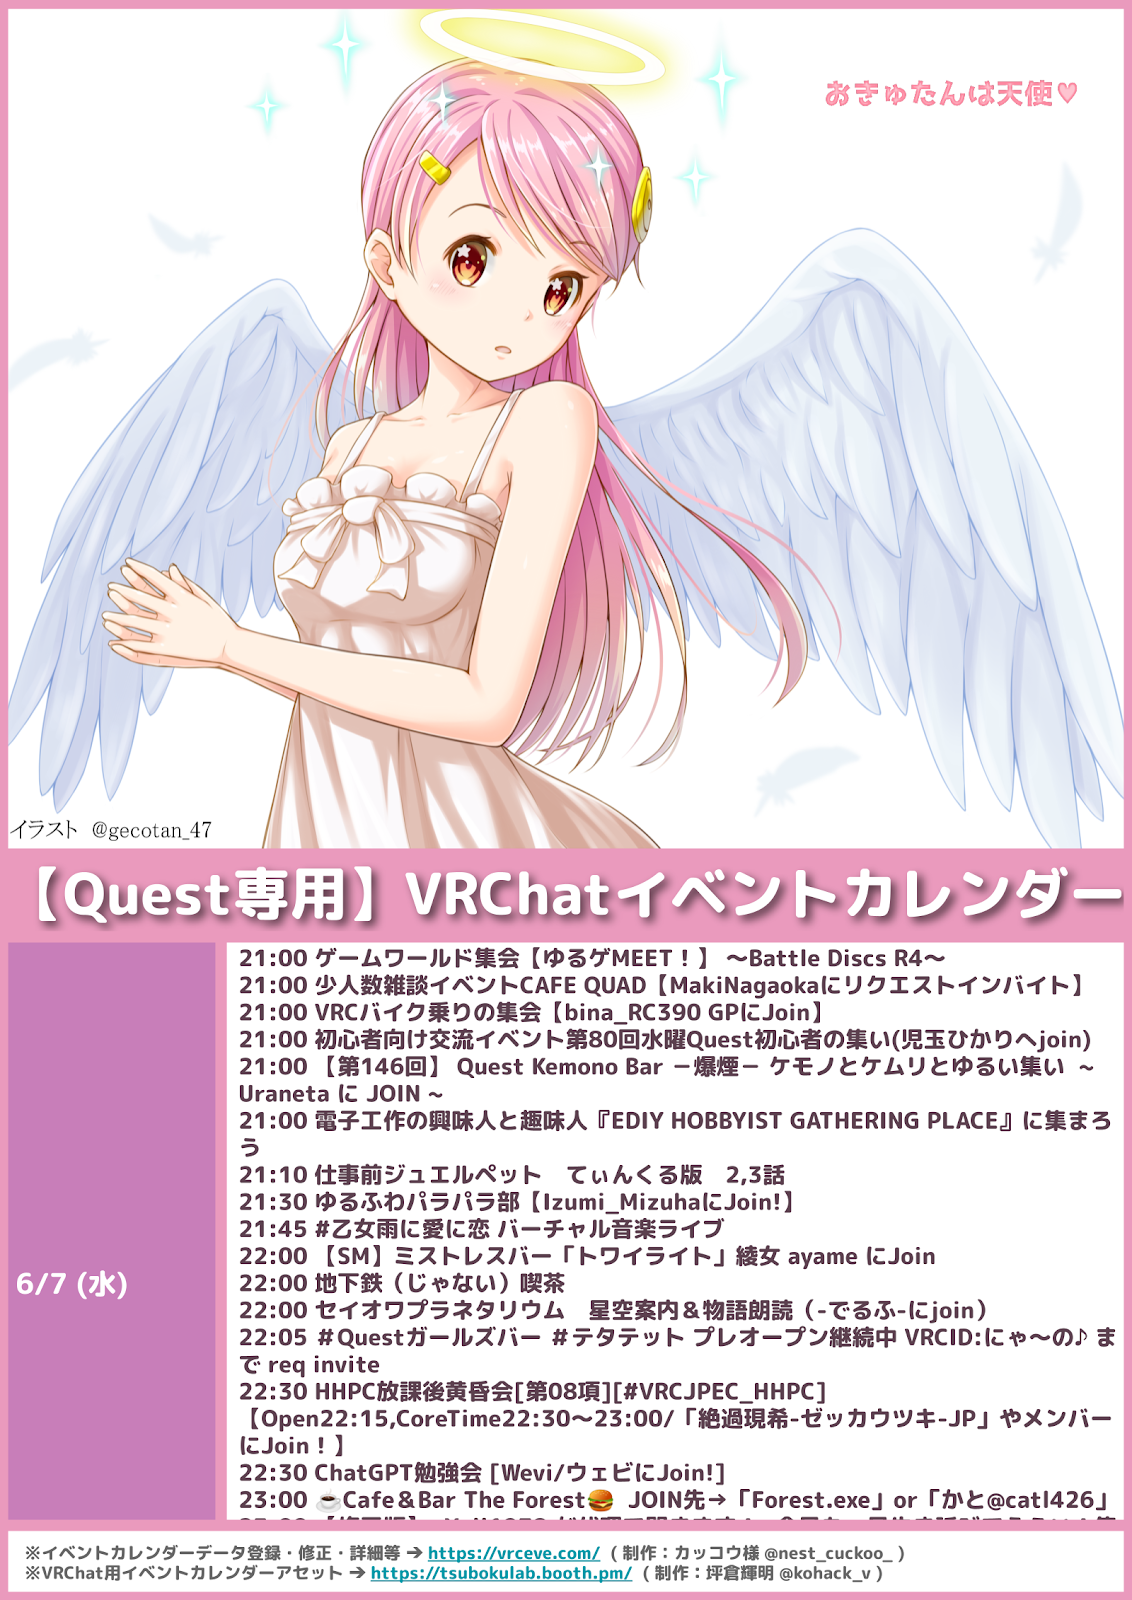 おきゅたんは天使♥
イラスト @gecotan_47
【Quest専用】VRChatイベントカレンダー
6/7 (水)
21:00 ゲームワールド集会【ゆるゲMEET！】 ～Battle Discs R4～
21:00 少人数雑談イベントCAFE QUAD【MakiNagaokaにリクエストインバイト】
21:00 VRCバイク乗りの集会【bina_RC390 GPにJoin】
21:00 初心者向け交流イベント第80回水曜Quest初心者の集い(児玉ひかりへjoin)
21:00 【第146回】 Quest Kemono Bar －爆煙－ ケモノとケムリとゆるい集い ~
Uraneta に JOIN ~
21:00 電子工作の興味人と趣味人『EDIY HOBBYIST GATHERING PLACE』に集まろ
う
21:10 仕事前ジュエルペット　てぃんくる版　2,3話
21:30 ゆるふわパラパラ部【Izumi_MizuhaにJoin!】
21:45 #乙女雨に愛に恋 バーチャル音楽ライブ
22:00 【SM】ミストレスバー「トワイライト」綾女 ayame にJoin
22:00 地下鉄（じゃない）喫茶
22:00 セイオワプラネタリウム　星空案内＆物語朗読（-でるふ-にjoin）
22:05 ＃Questガールズバー ＃テタテット プレオープン継続中 VRCID:にゃ〜の♪ ま
で req invite
22:30 HHPC放課後黄昏会[第08項][#VRCJPEC_HHPC]
【Open22:15,CoreTime22:30～23:00/「絶過現希-ゼッカウツキ-JP」やメンバー
にJoin！】
22:30 ChatGPT勉強会 [Wevi/ウェビにJoin!]
23:00 ☕Cafe＆Bar The Forest🍔 JOIN先→「Forest.exe」or「かと@catl426」
※イベントカレンダーデータ登録・修正・詳細等 ➔ https://vrceve.com/ （ 制作：カッコウ様 @nest_cuckoo_ ）
※VRChat用イベントカレンダーアセット ➔ https://tsubokulab.booth.pm/ （ 制作：坪倉輝明 @kohack_v ）